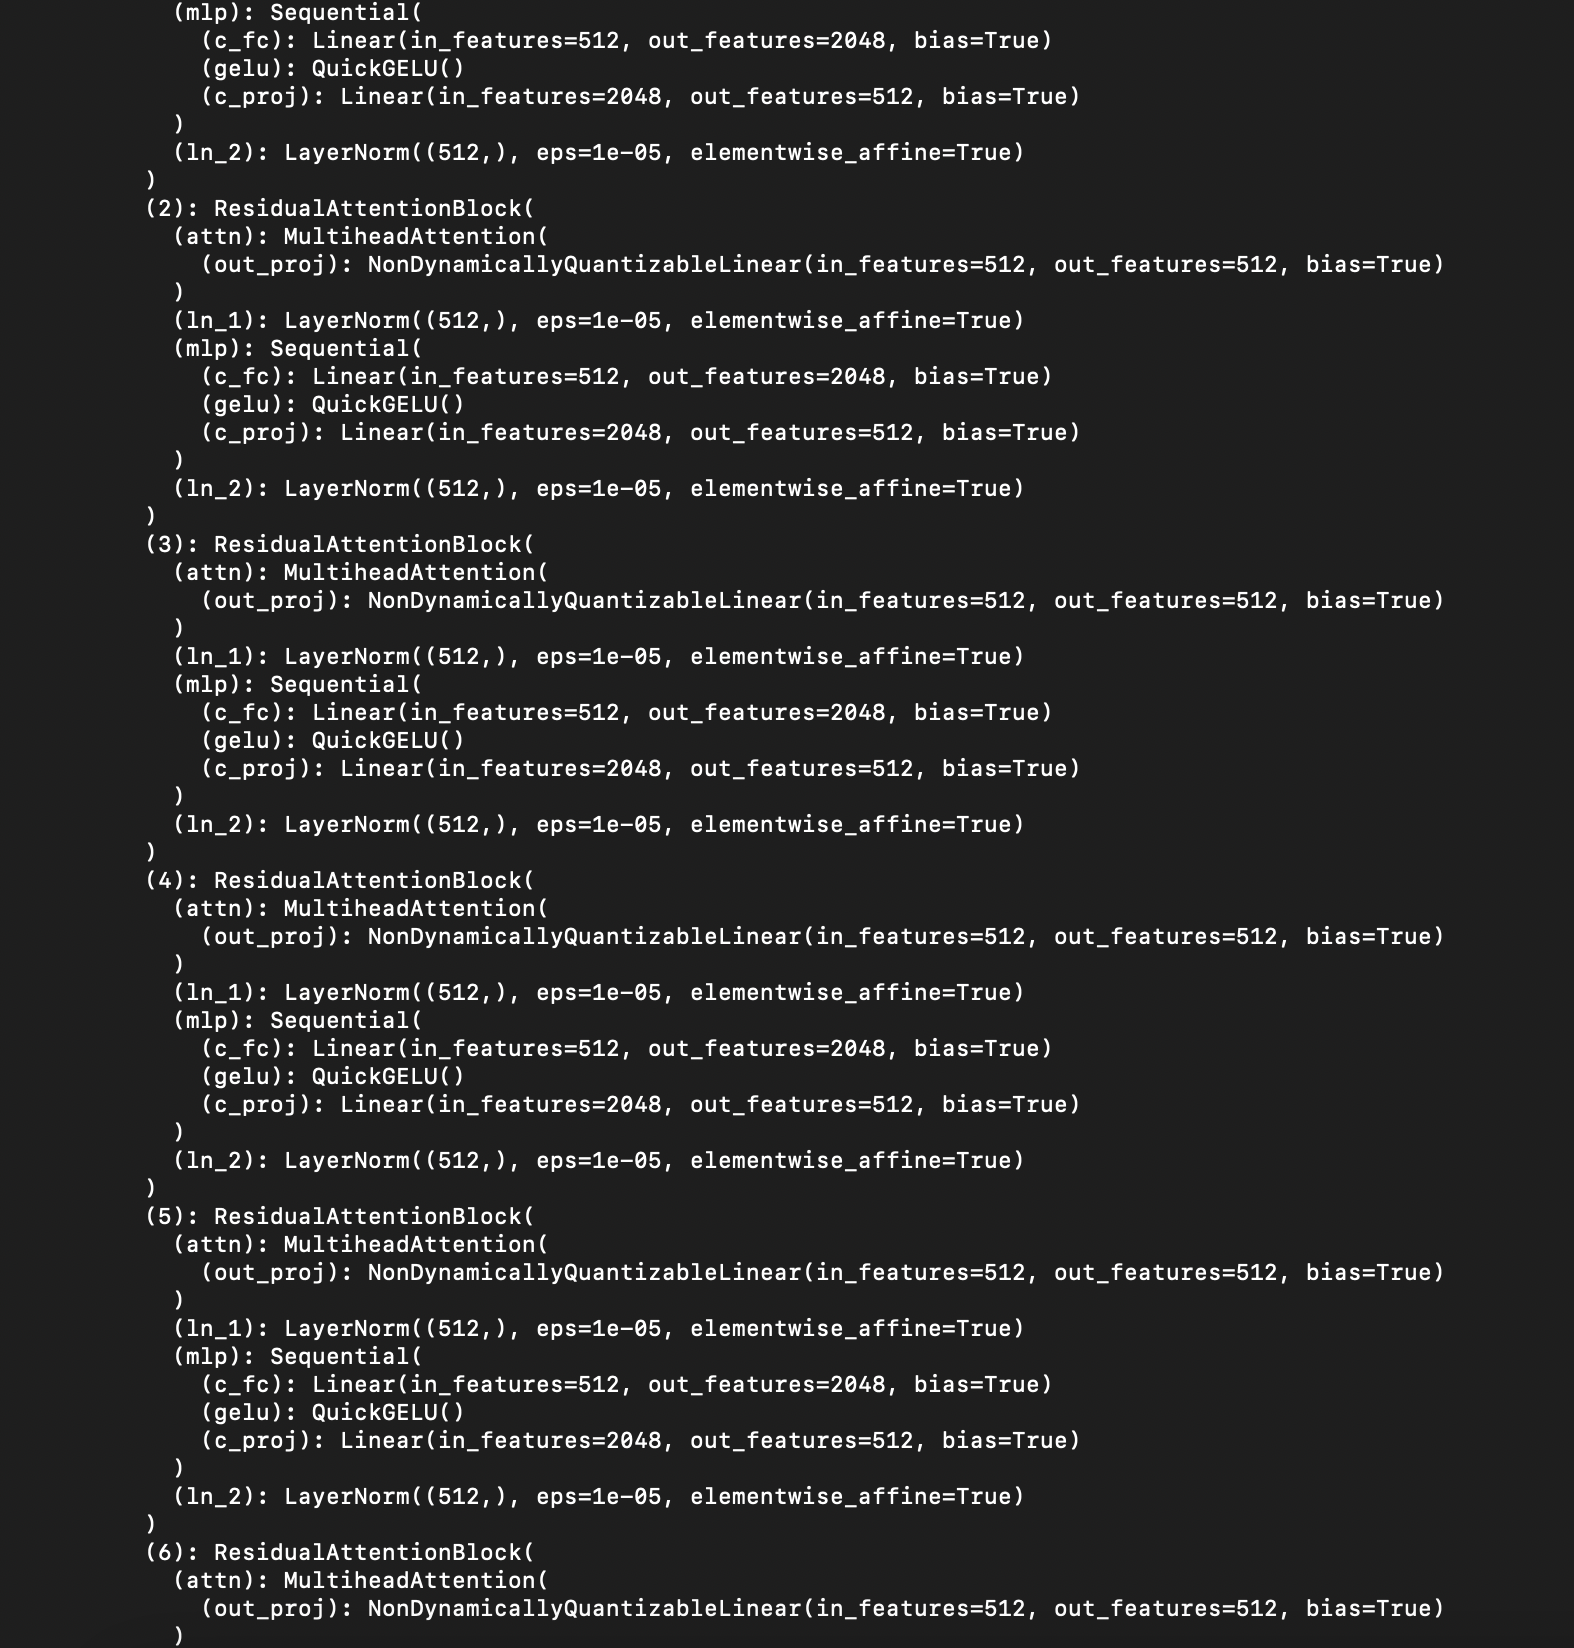 (mlp): Sequential(
(c_fc): Linear(in_features=512, out_features=2048, bias=True)
(gelu): QuickGELU()
(c_proj): Linear(in_features=2048, out_features=512, bias=True)
)
(ln_2): LayerNorm((512,), eps=1e-05, elementwise_affine=True)
)
(2): ResidualAttentionBlock(
(attn): MultiheadAttention(
(out_proj): NonDynamicallyQuantizableLinear(in_features=512, out_features=512, bias=True)
)
(ln_1): LayerNorm((512,), eps=1e-05, elementwise_affine=True)
(mlp): Sequential(
(c_fc): Linear(in_features=512, out_features=2048, bias=True)
(gelu): QuickGELU()
(c_proj): Linear(in_features=2048, out_features=512, bias=True)
)
(ln_2): LayerNorm((512,), eps=1e-05, elementwise_affine=True)
)
(3): ResidualAttentionBlock(
(attn): MultiheadAttention(
(out_proj): NonDynamicallyQuantizableLinear(in_features=512, out_features=512, bias=True)
)
(ln_1): LayerNorm((512,), eps=1e-05, elementwise_affine=True)
(mlp): Sequential(
(c_fc): Linear(in_features=512, out_features=2048, bias=True)
(gelu): QuickGELU()
(c_proj): Linear(in_features=2048, out_features=512, bias=True)
)
(ln_2): LayerNorm((512,), eps=1e-05, elementwise_affine=True)
)
(4): ResidualAttentionBlock(
(attn): MultiheadAttention(
(out_proj): NonDynamicallyQuantizableLinear(in_features=512, out_features=512, bias=True)
)
(ln_1): LayerNorm((512,), eps=1e-05, elementwise_affine=True)
(mlp): Sequential(
(c_fc): Linear(in_features=512, out_features=2048, bias=True)
(gelu): QuickGELU()
(c_proj): Linear(in_features=2048, out_features=512, bias=True)
)
(ln_2): LayerNorm((512,), eps=1e-05, elementwise_affine=True)
)
(5): ResidualAttentionBlock(
(attn): MultiheadAttention(
(out_proj): NonDynamicallyQuantizableLinear(in_features=512, out_features=512, bias=True)
)
(ln_1): LayerNorm((512,), eps=1e-05, elementwise_affine=True)
(mlp): Sequential(
(c_fc): Linear(in_features=512, out_features=2048, bias=True)
(gelu): QuickGELU()
(c_proj): Linear(in_features=2048, out_features=512, bias=True)
)
(ln_2): LayerNorm((512,), eps=1e-05, elementwise_affine=True)
)
(6): ResidualAttentionBlock(
(attn): MultiheadAttention(
(out_proj): NonDynamicallyQuantizableLinear(in_features=512, out_features=512, bias=True)
)